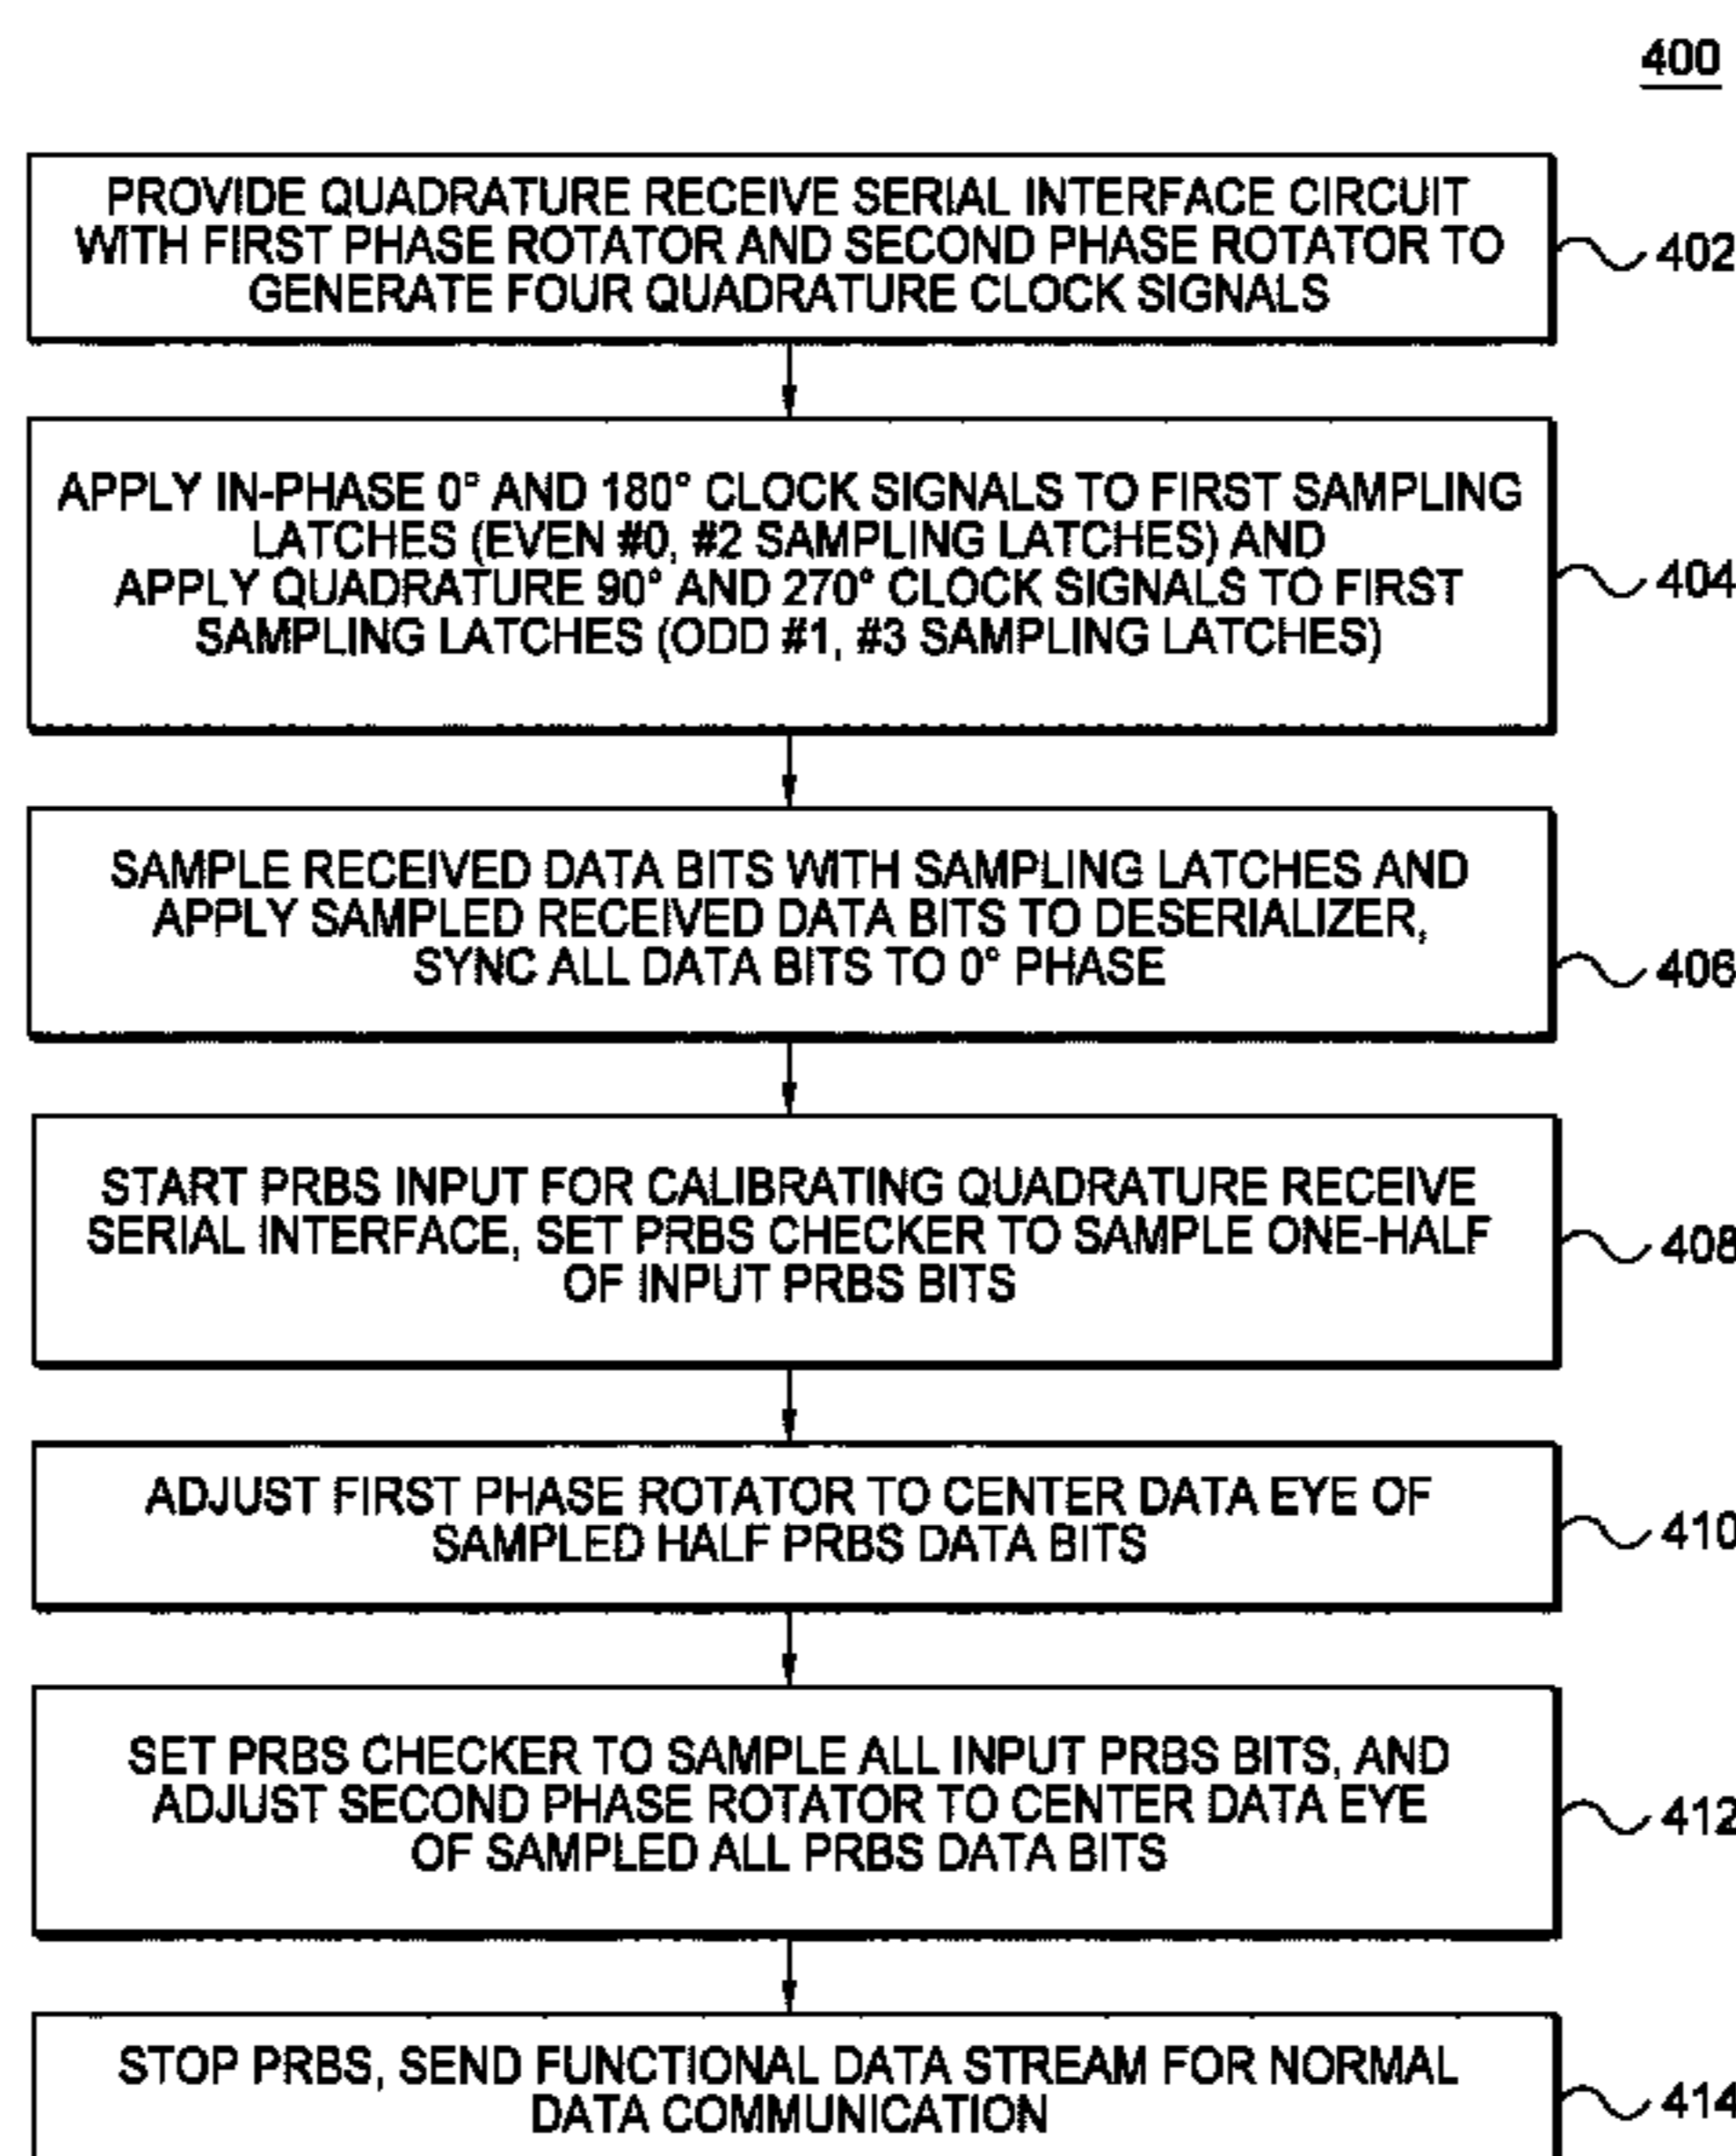 400
PROVIDE QUADRATURE RECEIVE SERIAL INTERFACE CIRCUIT
WITH FIRST PHASE ROTATOR AND SECOND PHASE ROTATOR TO
GENERATE FOUR QUADRATURE CLOCK SIGNALS
402
APPLY IN-PHASE 0° AND 180° CLOCK SIGNALS TO FIRST SAMPLING
LATCHES (EVEN #0, #2 SAMPLING LATCHES) AND
APPLY QUADRATURE 90° AND 270° CLOCK SIGNALS TO FIRST
SAMPLING LATCHES (ODD #1, #3 SAMPLING LATCHES)
404
SAMPLE RECEIVED DATA BITS WITH SAMPLING LATCHES AND
APPLY SAMPLED RECEIVED DATA BITS TO DESERIALIZER,
SYNC ALL DATA BITS TO 0° PHASE
406
START PRBS INPUT FOR CALIBRATING QUADRATURE RECEIVE
SERIAL INTERFACE, SET PRBS CHECKER TO SAMPLE ONE-HALF
OF INPUT PRBS BITS
408
ADJUST FIRST PHASE ROTATOR TO CENTER DATA EYE OF
SAMPLED HALF PRBS DATA BITS
410
SET PRBS CHECKER TO SAMPLE ALL INPUT PRBS BITS, AND
ADJUST SECOND PHASE ROTATOR TO CENTER DATA EYE
OF SAMPLED ALL PRBS DATA BITS
412
STOP PRBS, SEND FUNCTIONAL DATA STREAM FOR NORMAL
DATA COMMUNICATION
414